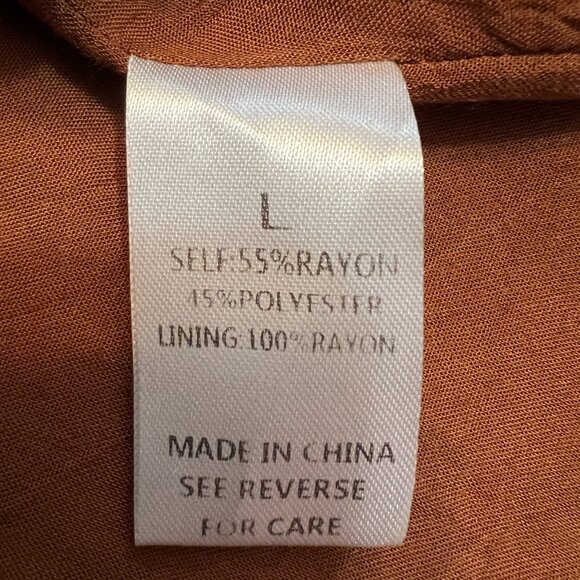 L
SELF:55%RAYON
45%POLYESTER
LINING:100%RAYON
MADE IN CHINA
SEE REVERSE
FOR CARE